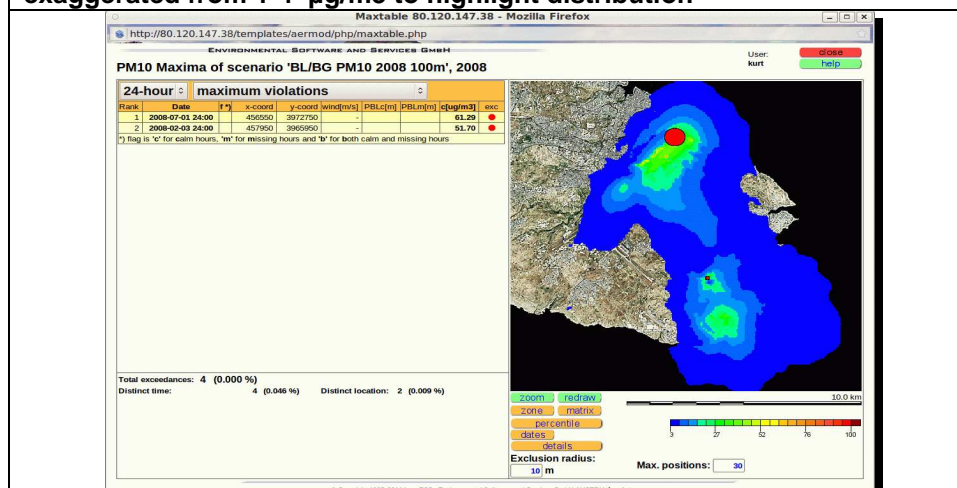 exaggerated from 1-4 µg/m3 to highlight distribution
Maxtable 80.120.147.38 - Mozilla Firefox
http://80.120.147.38/templates/aermod/php/maxtable.php
ENVIRONMENTAL SOFTWARE AND SERVICES GMBH
User: close
PM10 Maxima of scenario 'BL/BG PM10 2008 100m', 2008
kurt help
24-hour maximum violations
Rank Date f *) x-coord y-coord wind[m/s] PBLc[m] PBLm[m] c[ug/m3] exc
1 2008-07-01 24:00 456550 3972750 - 61.29
2 2008-02-03 24:00 457950 3965950 - 51.70
*) flag is 'c' for calm hours, 'm' for missing hours and 'b' for both calm and missing hours
Total exceedances: 4 (0.000 %)
Distinct time: 4 (0.046 %) Distinct location: 2 (0.009 %)
zoom redraw 10.0 km
zone matrix
percentile
dates 3 27 52 76 100
details
Exclusion radius:
10 m Max. positions: 30